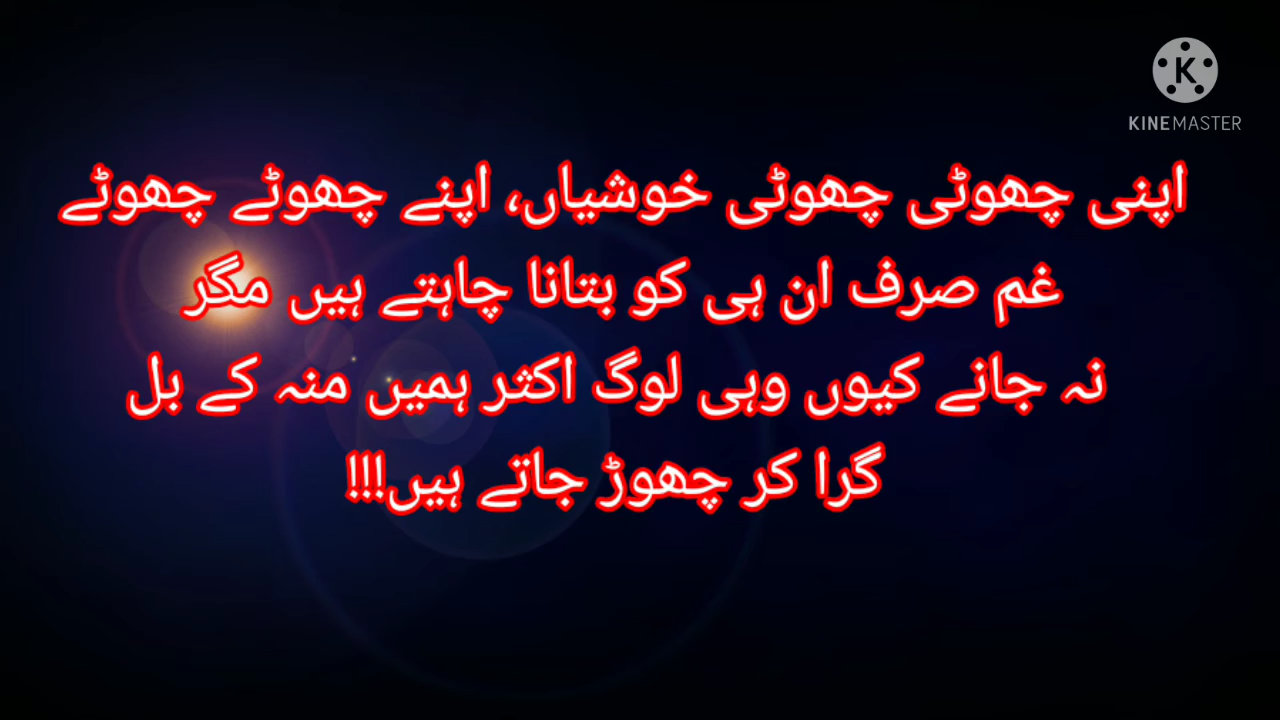 KINEMASTER
اپنی چھوٹی چھوٹی خوشیاں، اپنے چھوٹے چھوٹے
غم صرف ان ہی کو بتانا چاہتے ہیں مگر
نہ جانے کیوں وہی لوگ اکثر ہمیں منہ کے بل
گرا کر چھوڑ جاتے ہیں!!!